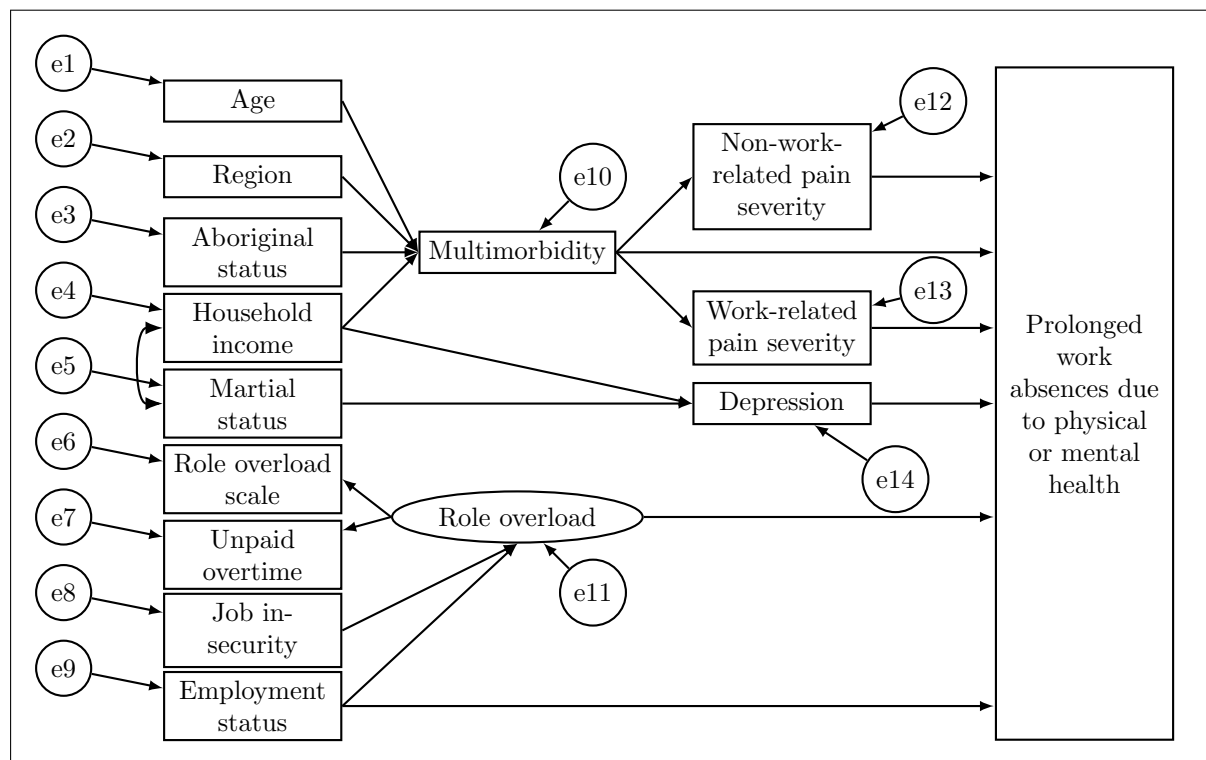 e1
Age
e2
Region
e3
Aboriginal
status
e4
Household
income
e5
Martial
status
e6
Role overload
scale
e7
Unpaid
overtime
e8
Job in-
security
e9
Employment
status
e10
Multimorbidity
Role overload
e11
e12
Non-work-
related pain
severity
e13
Work-related
pain severity
Depression
e14
Prolonged
work
absences due
to physical
or mental
health